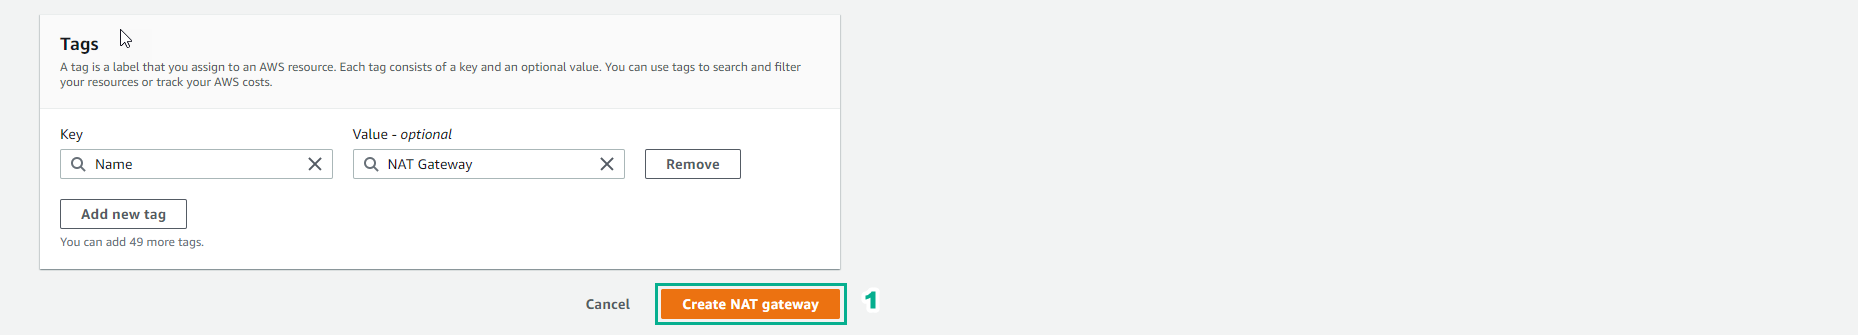 Tags
A tag is a label that you assign to an AWS resource. Each tag consists of a key and an optional value. You can use tags to search and filter
your resources or track your AWS costs.
Key
Value - optional
Name
NAT Gateway
Remove
Add new tag
You can add 49 more tags.
Cancel
Create NAT gateway
1